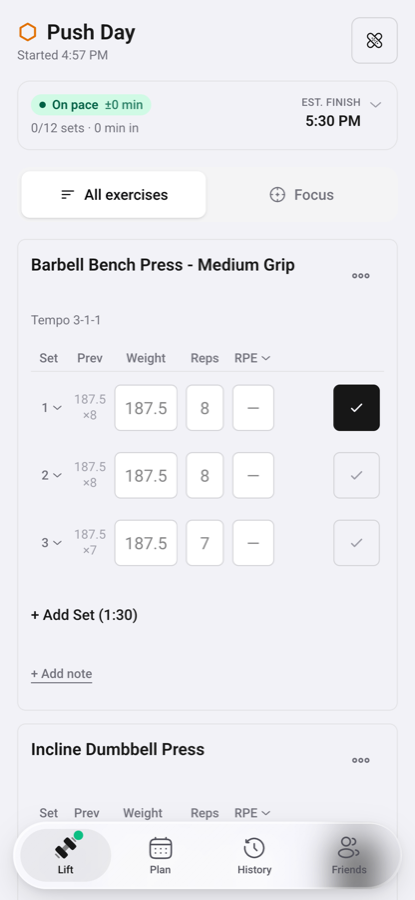 Push Day
Started 4:57 PM
On pace ±0 min
0/12 sets · 0 min in
EST. FINISH
5:30 PM
All exercises
Focus
Barbell Bench Press - Medium Grip
Tempo 3-1-1
Set Prev Weight Reps RPE
1 187.5 ×8 187.5 8 —
2 187.5 ×8 187.5 8 —
3 187.5 ×7 187.5 7 —
+ Add Set (1:30)
+ Add note
Incline Dumbbell Press
Set Prev Weight Reps RPE
Lift Plan History Friends